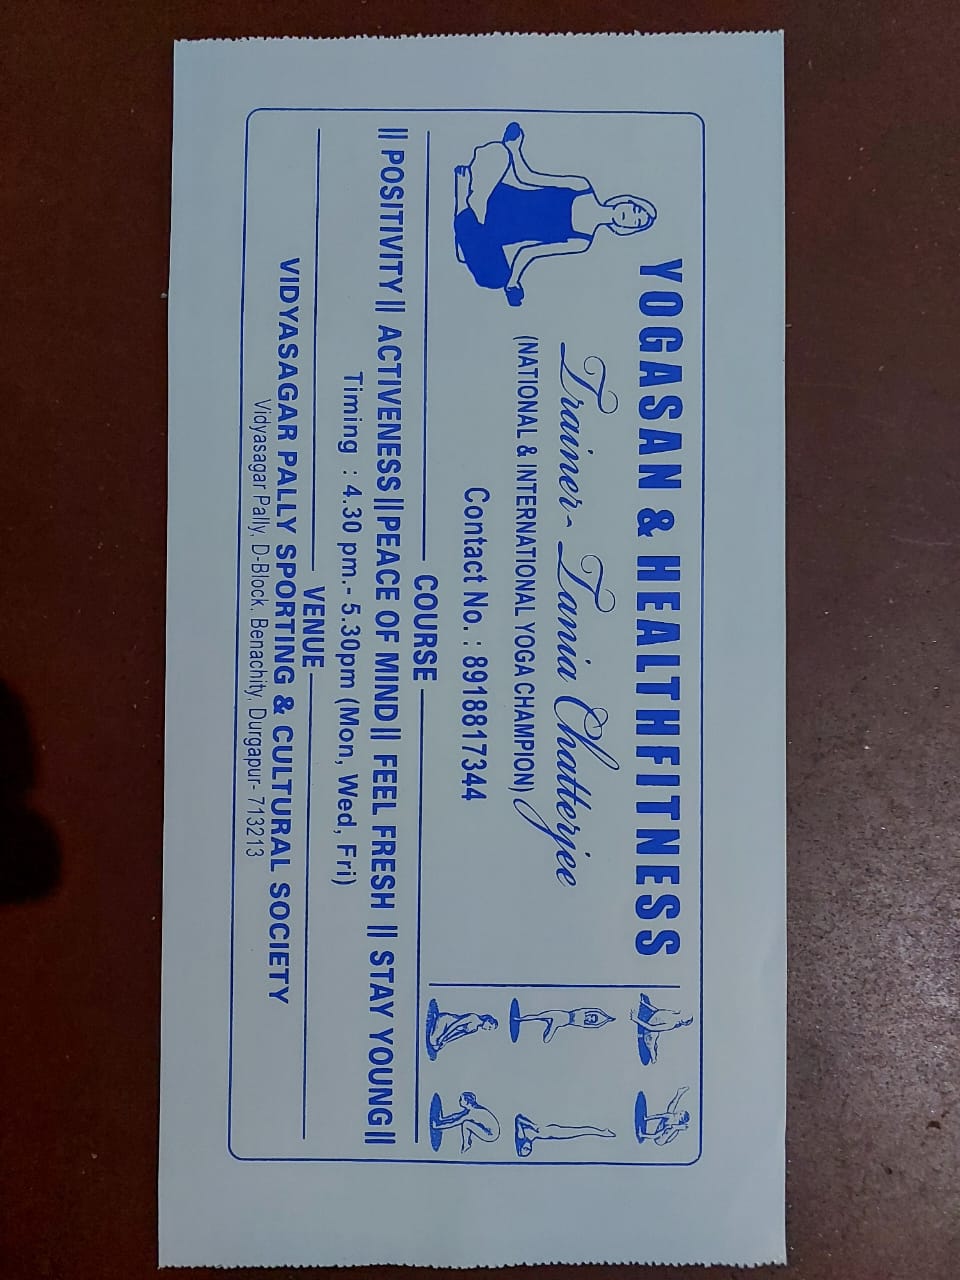 YOGASAN & HEALTHFITNESS
Trainer- Tania Chatterjee
(NATIONAL & INTERNATIONAL YOGA CHAMPION)
Contact No. : 8918817344
COURSE
|| POSITIVITY || ACTIVENESS || PEACE OF MIND || FEEL FRESH || STAY YOUNG ||
Timing : 4.30 pm.- 5.30pm (Mon, Wed, Fri)
VENUE
VIDYASAGAR PALLY SPORTING & CULTURAL SOCIETY
Vidyasagar Pally, D-Block, Benachity, Durgapur- 713213